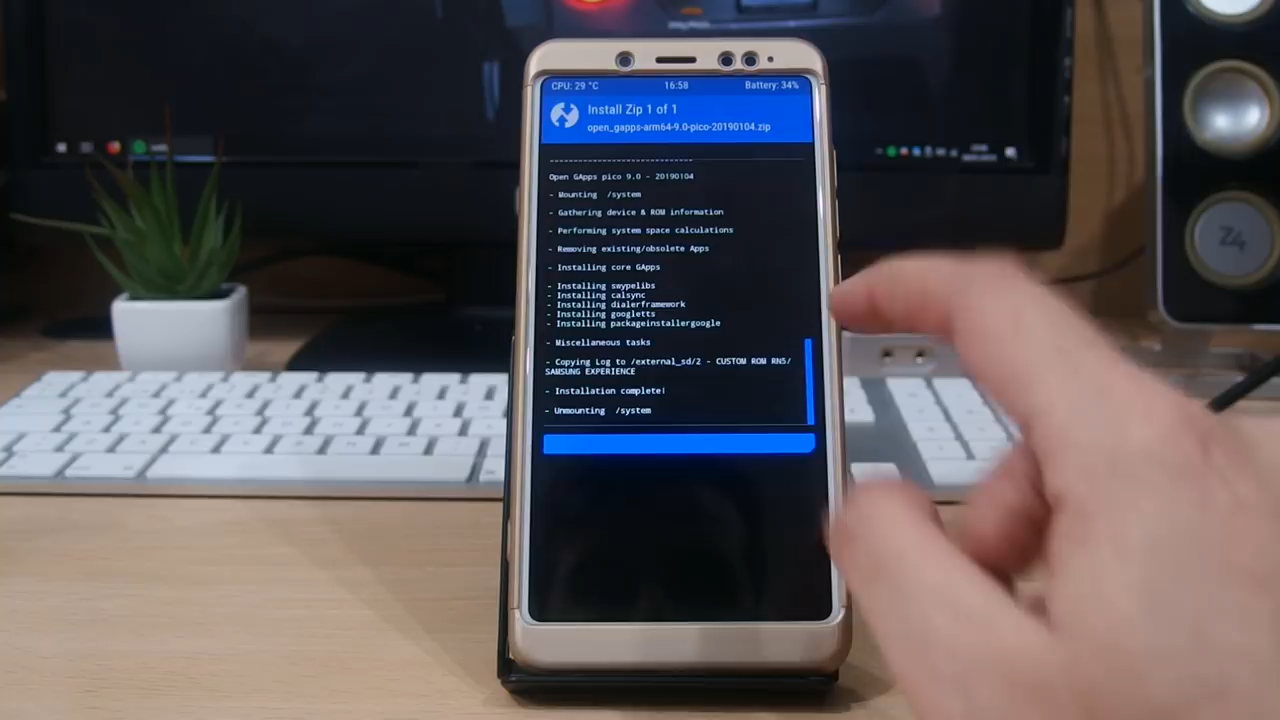 CPU: 29 °C 16:58 Battery: 34%
Install Zip 1 of 1
open_gapps-arm64-9.0-pico-20190104.zip
Open GApps pico 9.0 - 20190104
- Mounting /system
- Gathering device & ROM information
- Performing system space calculations
- Removing existing/obsolete Apps
- Installing core GApps
- Installing swypelibs
- Installing calsync
- Installing dialerframework
- Installing googletts
- Installing packageinstallergoogle
- Miscellaneous tasks
- Copying Log to /external_sd/2 - CUSTOM ROM RN5/
SAMSUNG EXPERIENCE
- Installation complete!
- Unmounting /system
Z4